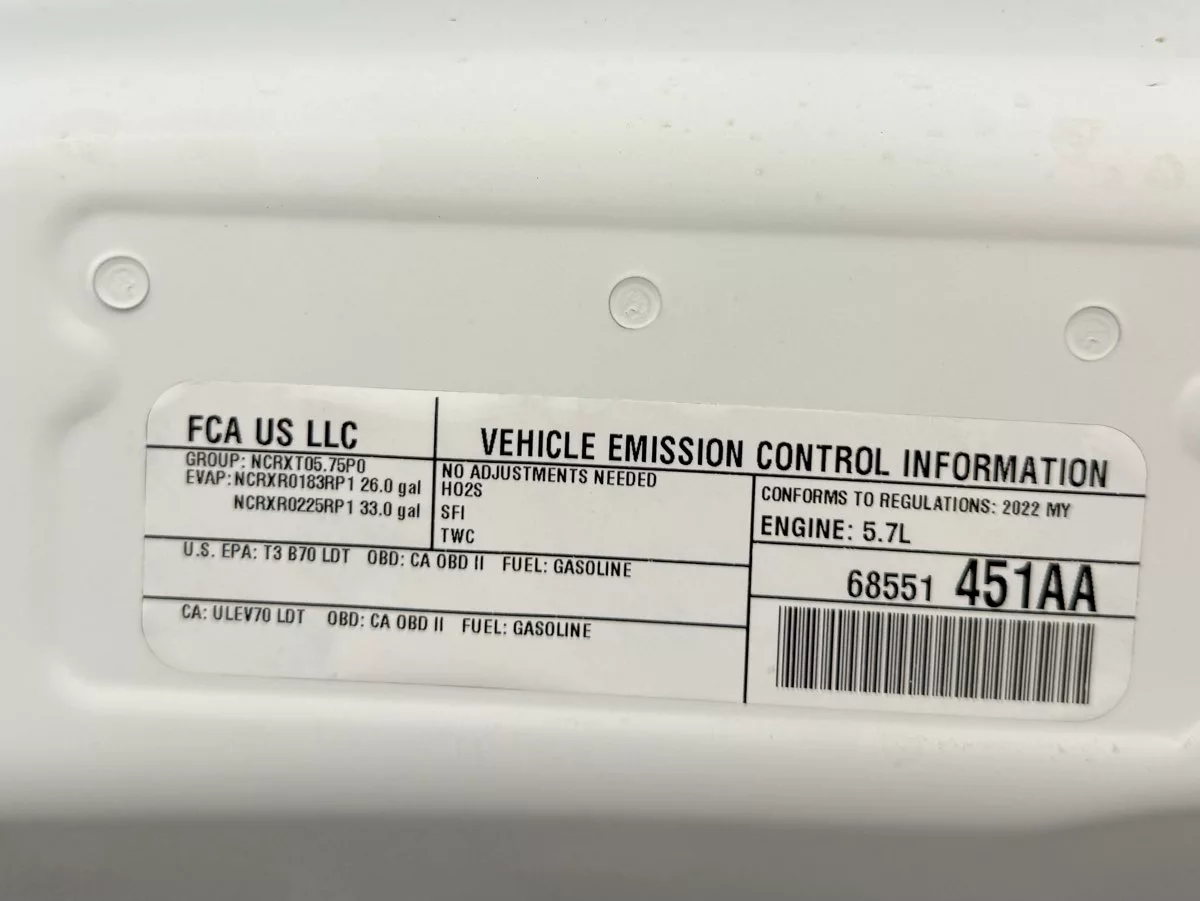 FCA US LLC
VEHICLE EMISSION CONTROL INFORMATION
GROUP: NCRXT05.75P0
EVAP: NCRXR0183RP1 26.0 gal
NCRXR0225RP1 33.0 gal
NO ADJUSTMENTS NEEDED
HO2S
SFI
TWC
CONFORMS TO REGULATIONS: 2022 MY
ENGINE: 5.7L
U.S. EPA: T3 B70 LDT OBD: CA OBD II FUEL: GASOLINE
CA: ULEV70 LDT OBD: CA OBD II FUEL: GASOLINE
68551 451AA